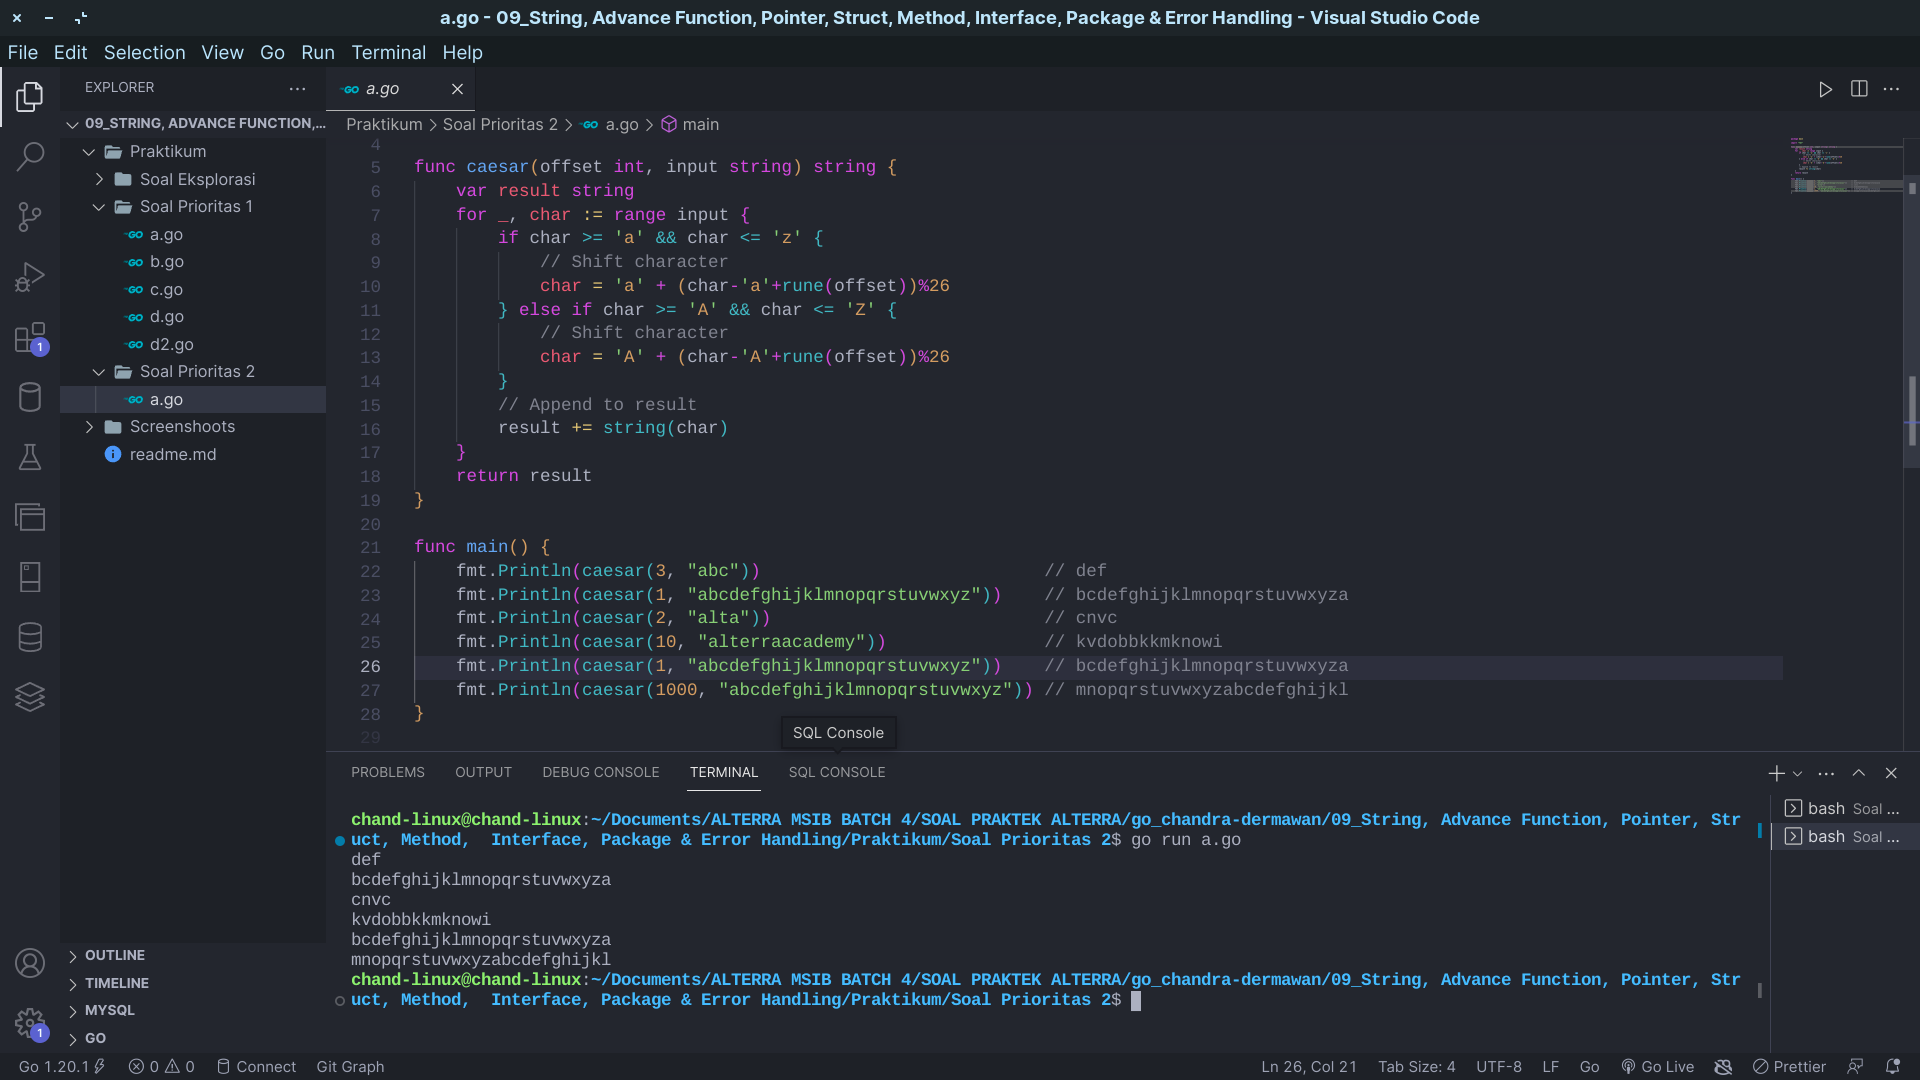 a.go - 09_String, Advance Function, Pointer, Struct, Method, Interface, Package & Error Handling - Visual Studio Code
File Edit Selection View Go Run Terminal Help
EXPLORER
a.go
09_STRING, ADVANCE FUNCTION,...
Praktikum
Soal Eksplorasi
Soal Prioritas 1
a.go
b.go
c.go
d.go
d2.go
Soal Prioritas 2
a.go
Screenshoots
readme.md
OUTLINE
TIMELINE
MYSQL
GO
Praktikum > Soal Prioritas 2 > a.go > main
4
5 func caesar(offset int, input string) string {
6 var result string
7 for _, char := range input {
8 if char >= 'a' && char <= 'z' {
9 // Shift character
10 char = 'a' + (char-'a'+rune(offset))%26
11 } else if char >= 'A' && char <= 'Z' {
12 // Shift character
13 char = 'A' + (char-'A'+rune(offset))%26
14 }
15 // Append to result
16 result += string(char)
17 }
18 return result
19 }
20
21 func main() {
22 fmt.Println(caesar(3, "abc")) // def
23 fmt.Println(caesar(1, "abcdefghijklmnopqrstuvwxyz")) // bcdefghijklmnopqrstuvwxyza
24 fmt.Println(caesar(2, "alta")) // cnvc
25 fmt.Println(caesar(10, "alterraacademy")) // kvdobbkkmknowi
26 fmt.Println(caesar(1, "abcdefghijklmnopqrstuvwxyz")) // bcdefghijklmnopqrstuvwxyza
27 fmt.Println(caesar(1000, "abcdefghijklmnopqrstuvwxyz")) // mnopqrstuvwxyzabcdefghijkl
28 }
29
SQL Console
PROBLEMS OUTPUT DEBUG CONSOLE TERMINAL SQL CONSOLE
chand-linux@chand-linux:~/Documents/ALTERRA MSIB BATCH 4/SOAL PRAKTEK ALTERRA/go_chandra-dermawan/09_String, Advance Function, Pointer, Str
uct, Method,  Interface, Package & Error Handling/Praktikum/Soal Prioritas 2$ go run a.go
def
bcdefghijklmnopqrstuvwxyza
cnvc
kvdobbkkmknowi
bcdefghijklmnopqrstuvwxyza
mnopqrstuvwxyzabcdefghijkl
chand-linux@chand-linux:~/Documents/ALTERRA MSIB BATCH 4/SOAL PRAKTEK ALTERRA/go_chandra-dermawan/09_String, Advance Function, Pointer, Str
uct, Method,  Interface, Package & Error Handling/Praktikum/Soal Prioritas 2$
bash Soal ...
bash Soal ...
1
1
Go 1.20.1 0 0 Connect Git Graph Ln 26, Col 21 Tab Size: 4 UTF-8 LF Go Go Live Prettier